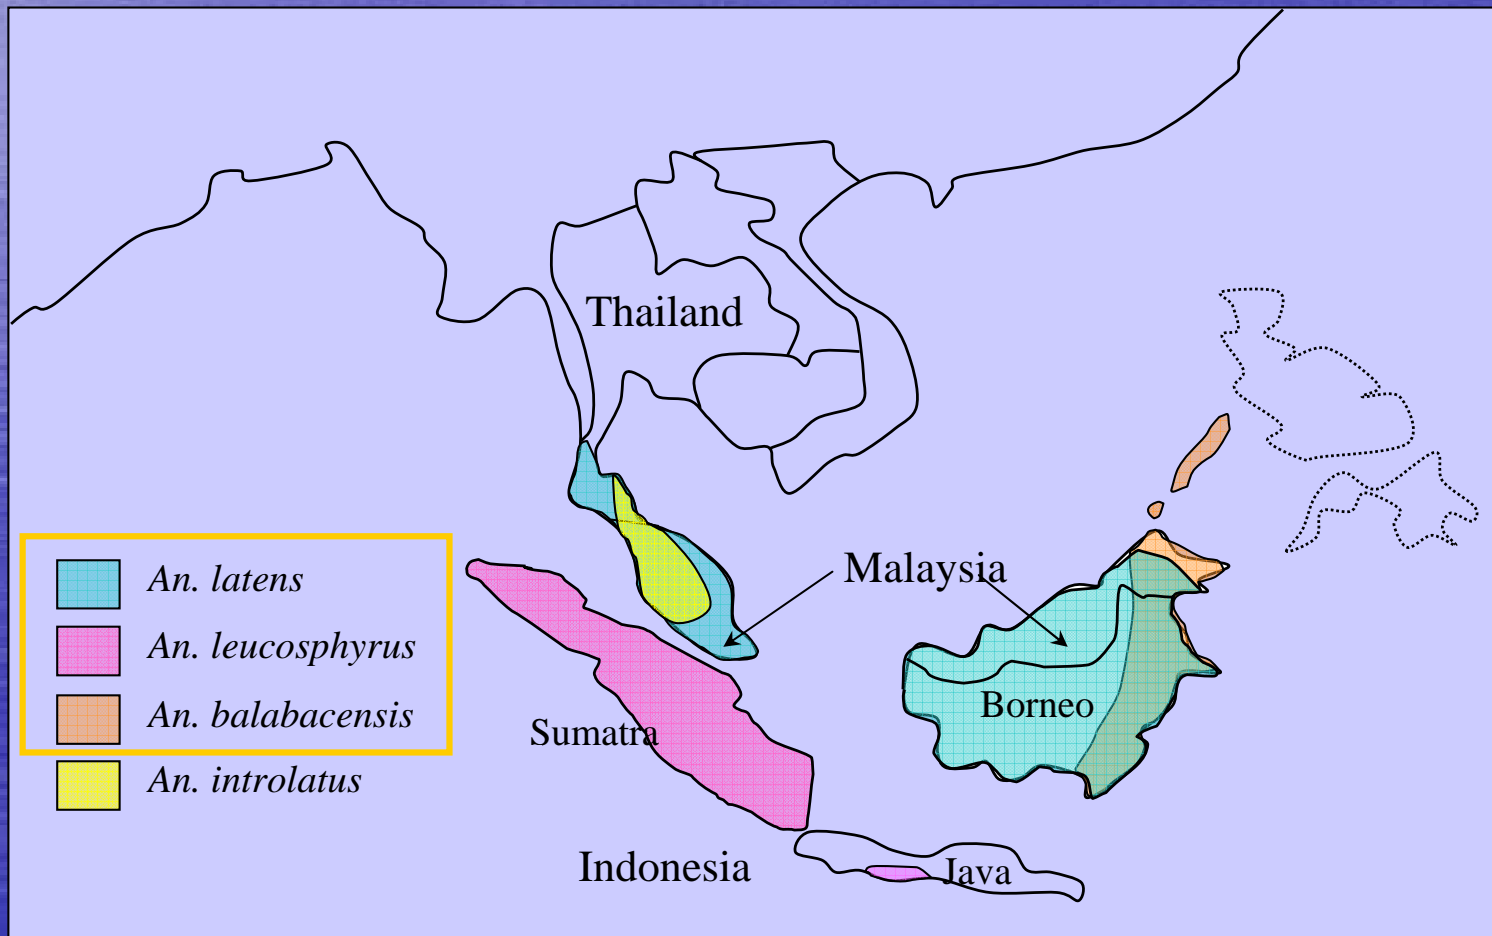 Thailand
Malaysia
An. latens
An. leucosphyrus
An. balabacensis
An. introlatus
Borneo
Sumatra
Indonesia
Java